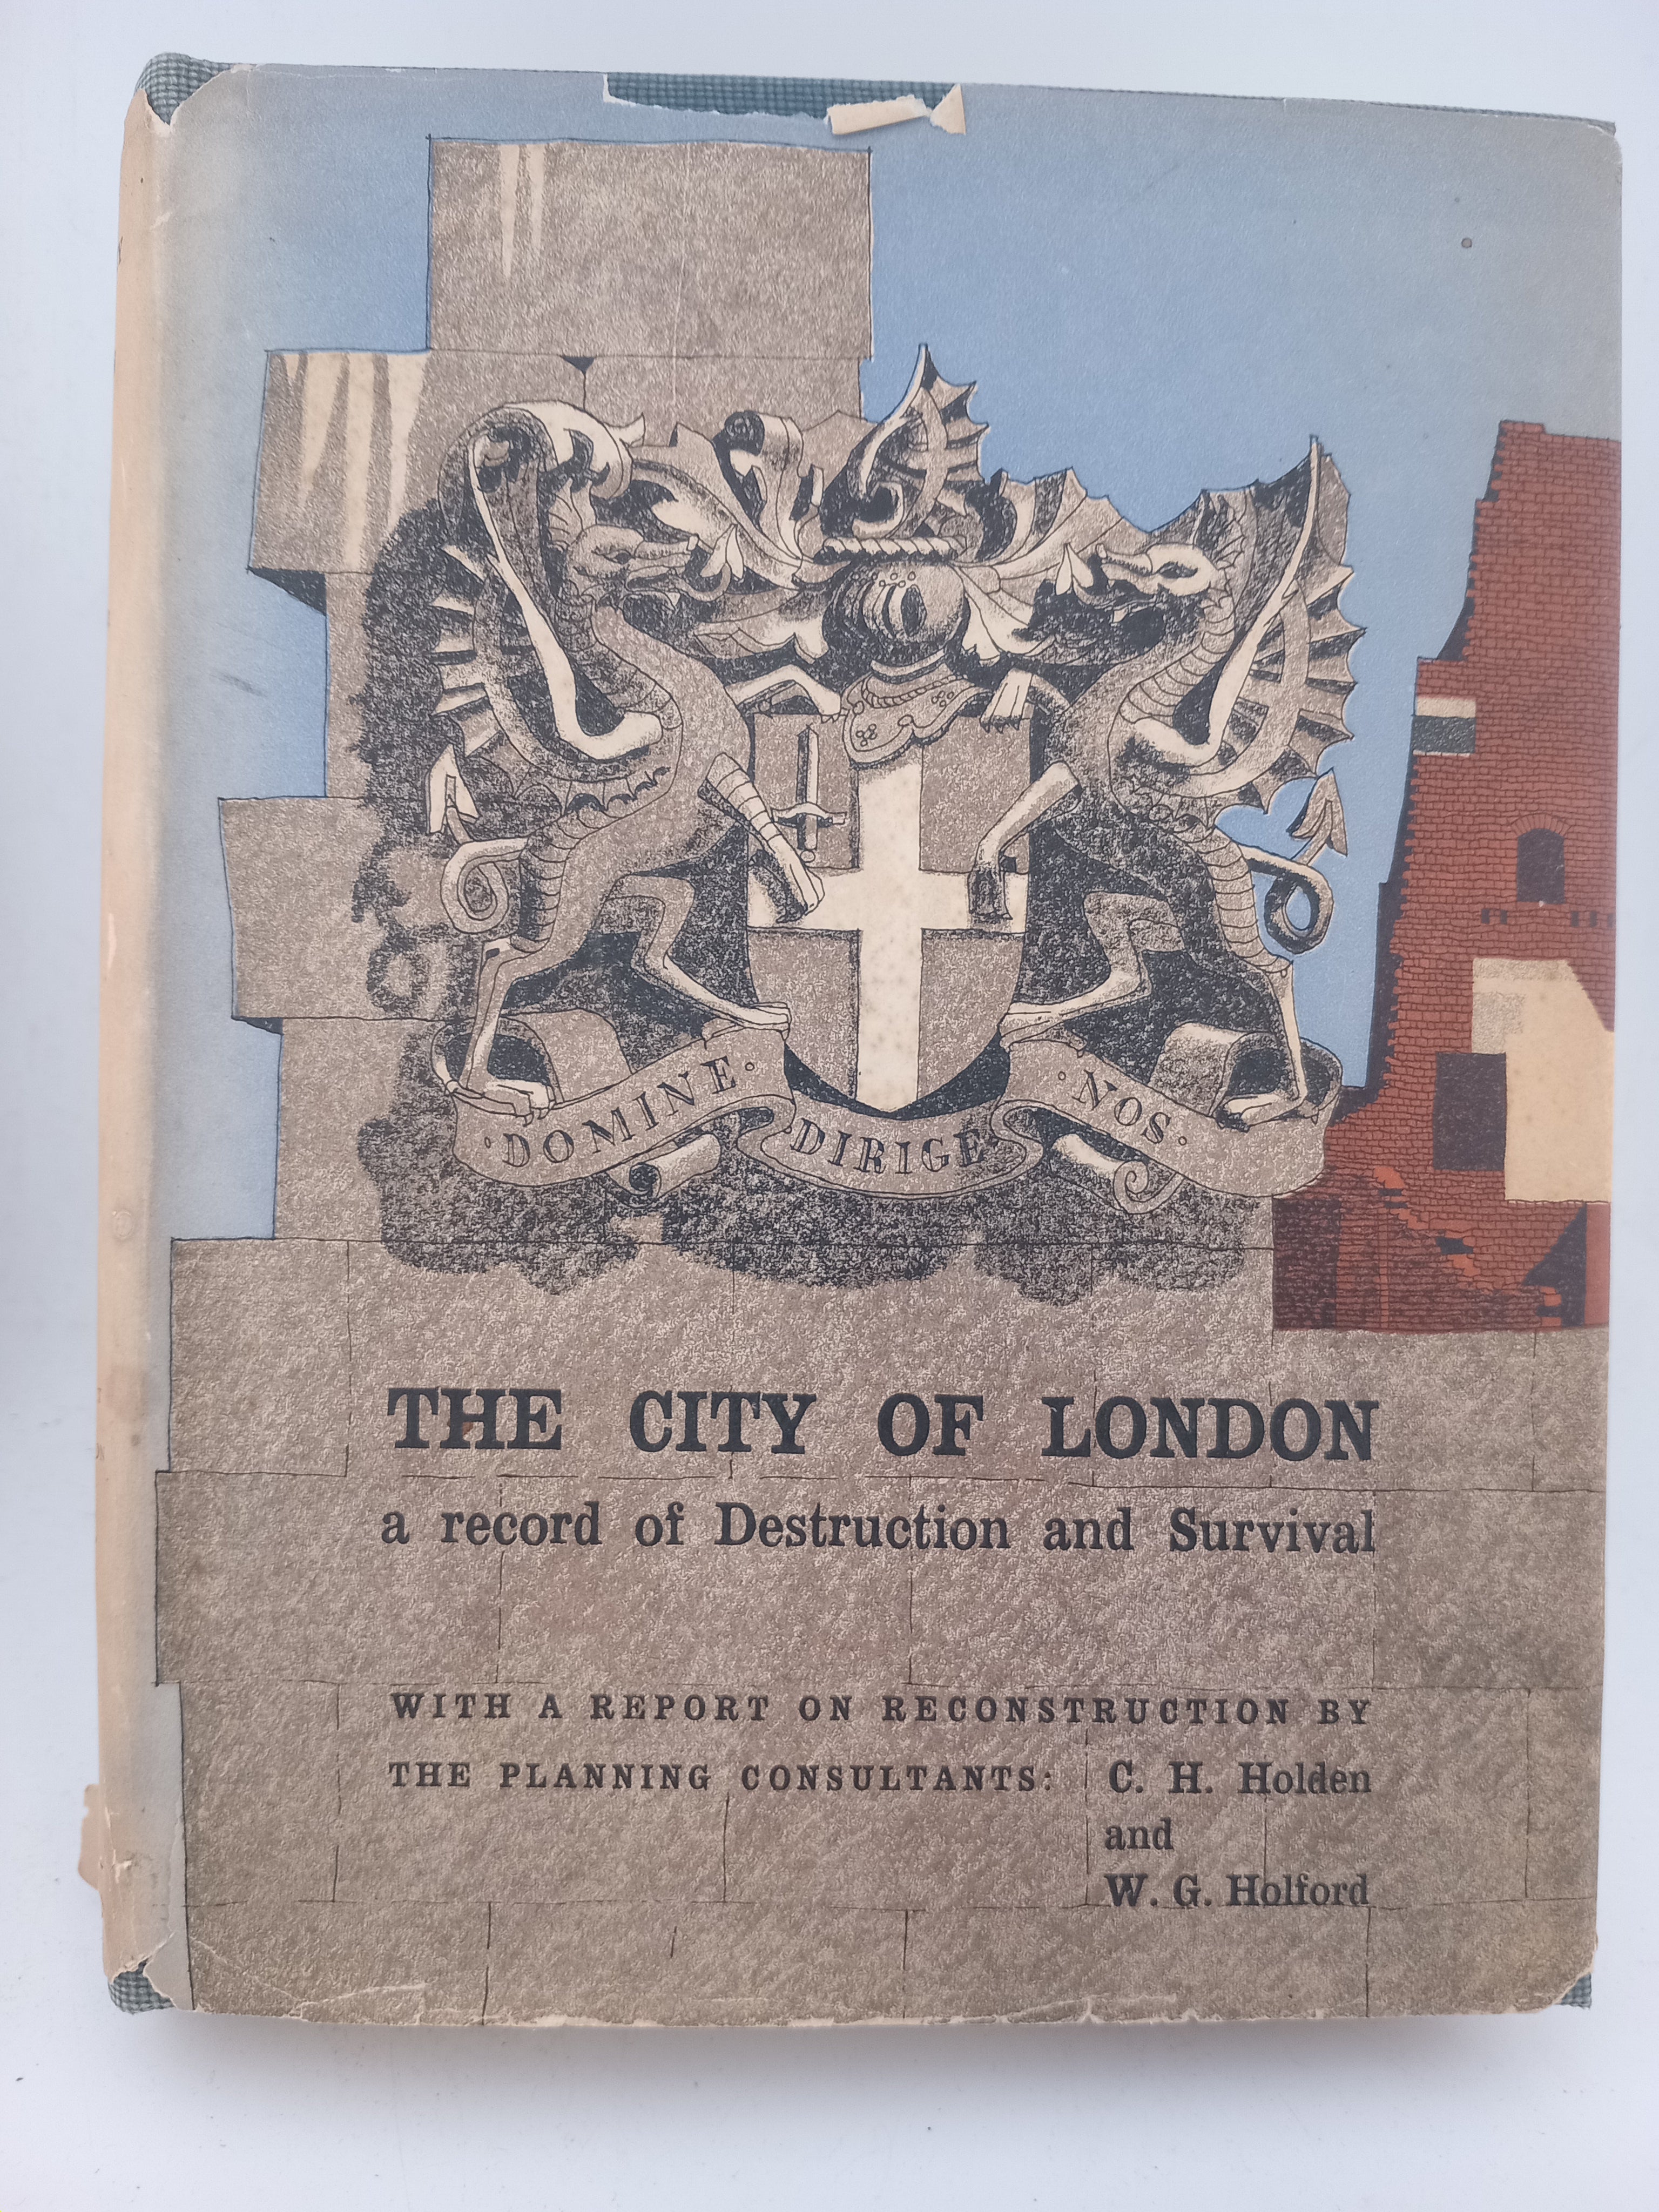 ·DOMINE·
DIRIGE
·NOS·
THE CITY OF LONDON
a record of Destruction and Survival
WITH A REPORT ON RECONSTRUCTION BY
THE PLANNING CONSULTANTS: C. H. Holden
and
W. G. Holford